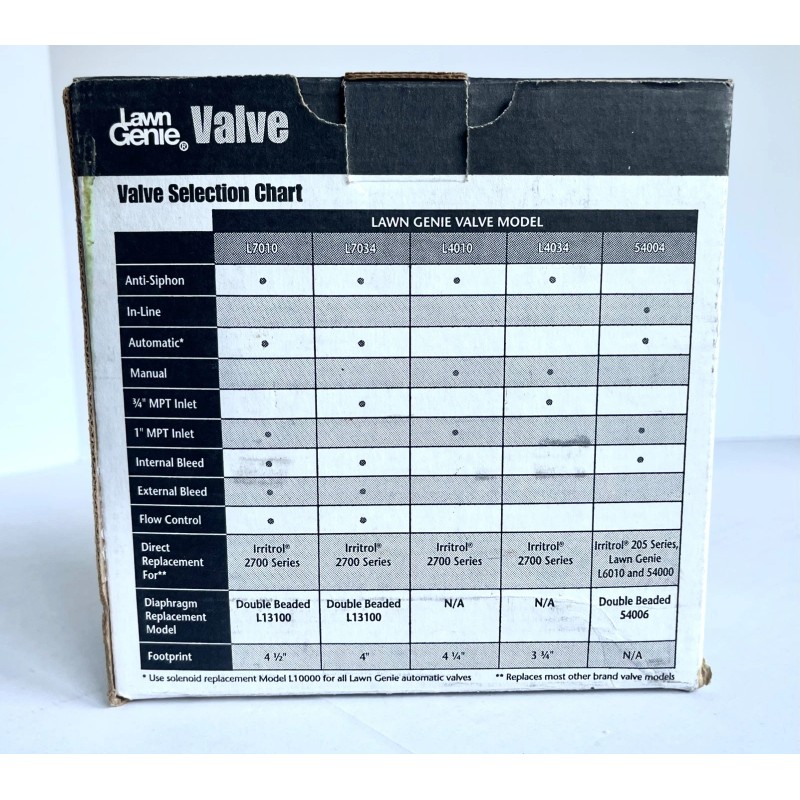 Lawn Genie® Valve
Valve Selection Chart
LAWN GENIE VALVE MODEL
L7010 L7034 L4010 L4034 54004
Anti-Siphon • • • •
In-Line •
Automatic* • • •
Manual • •
¾" MPT Inlet • •
1" MPT Inlet • • •
Internal Bleed • • •
External Bleed • •
Flow Control • •
Direct Replacement For** Irritrol® 2700 Series Irritrol® 2700 Series Irritrol® 2700 Series Irritrol® 2700 Series Irritrol® 205 Series, Lawn Genie L6010 and 54000
Diaphragm Replacement Model Double Beaded L13100 Double Beaded L13100 N/A N/A Double Beaded 54006
Footprint 4 ½" 4" 4 ¼" 3 ¾" N/A
* Use solenoid replacement Model L10000 for all Lawn Genie automatic valves ** Replaces most other brand valve models